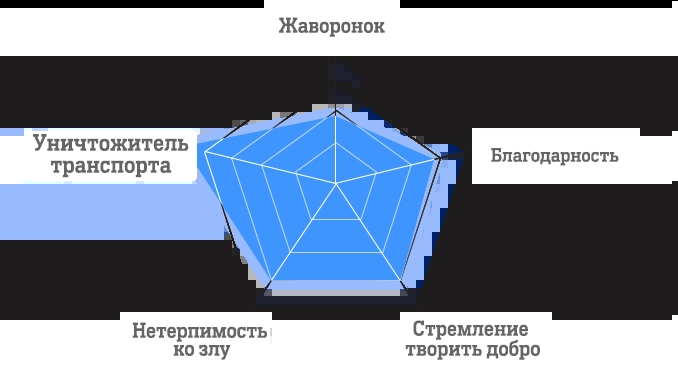 Жаворонок
Уничтожитель
транспорта
Благодарность
Нетерпимость
ко злу
Стремление
творить добро